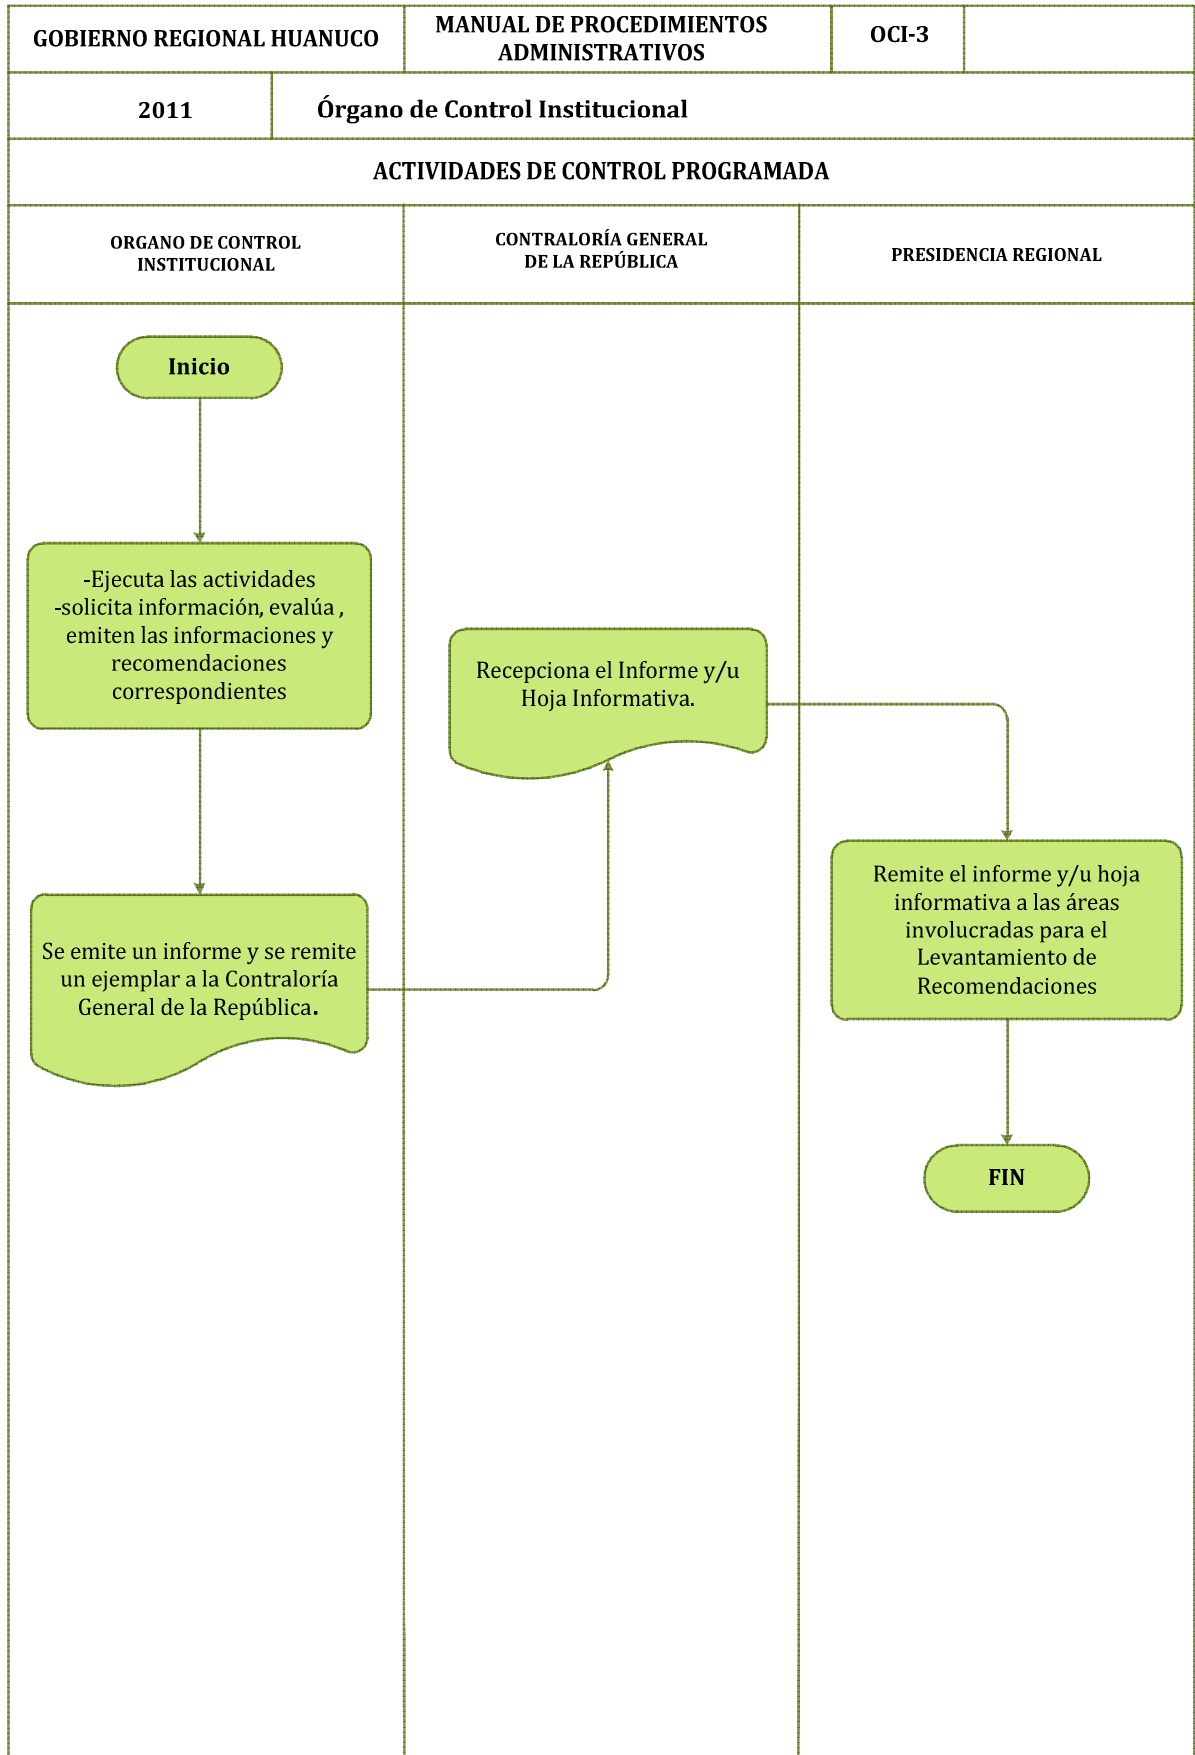 GOBIERNO REGIONAL HUANUCO
MANUAL DE PROCEDIMIENTOS
ADMINISTRATIVOS
OCI-3
2011
Órgano de Control Institucional
ACTIVIDADES DE CONTROL PROGRAMADA
ORGANO DE CONTROL
INSTITUCIONAL
CONTRALORÍA GENERAL
DE LA REPÚBLICA
PRESIDENCIA REGIONAL
Inicio
-Ejecuta las actividades
-solicita información, evalúa ,
emiten las informaciones y
recomendaciones
correspondientes
Se emite un informe y se remite
un ejemplar a la Contraloría
General de la República.
Recepciona el Informe y/u
Hoja Informativa.
Remite el informe y/u hoja
informativa a las áreas
involucradas para el
Levantamiento de
Recomendaciones
FIN